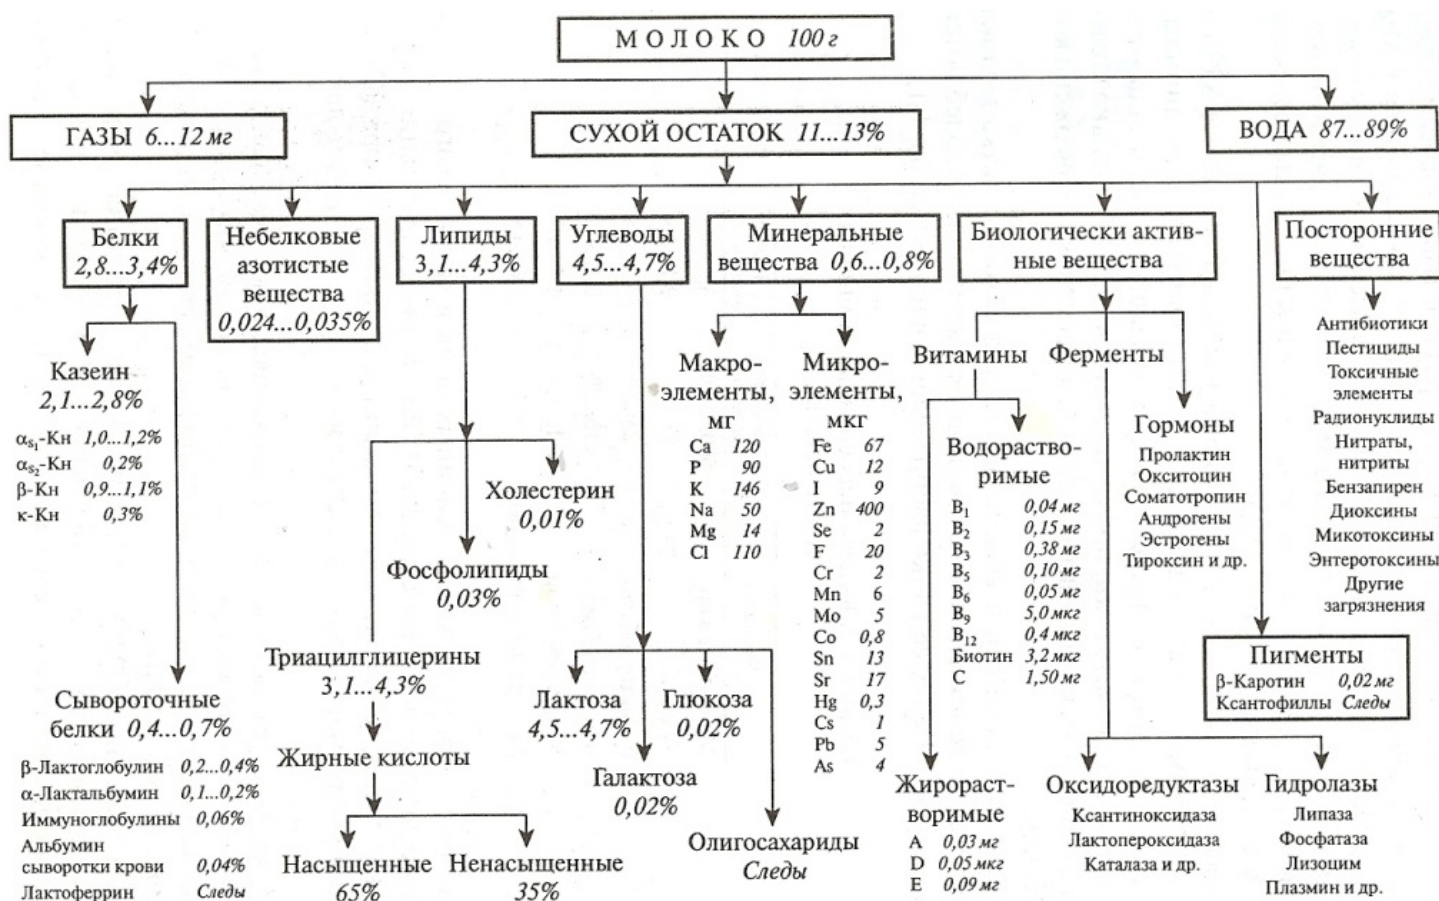 МОЛОКО 100 г
ГАЗЫ 6...12 мг
СУХОЙ ОСТАТОК 11...13%
ВОДА 87...89%
Белки
2,8...3,4%
Небелковые
азотистые
вещества
0,024...0,035%
Липиды
3,1...4,3%
Углеводы
4,5...4,7%
Минеральные
вещества 0,6...0,8%
Биологически актив-
ные вещества
Посторонние
вещества
Казеин
2,1...2,8%
αs1-Кн 1,0...1,2%
αs2-Кн 0,2%
β-Кн 0,9...1,1%
κ-Кн 0,3%
Сывороточные
белки 0,4...0,7%
β-Лактоглобулин 0,2...0,4%
α-Лактальбумин 0,1...0,2%
Иммуноглобулины 0,06%
Альбумин
сыворотки крови 0,04%
Лактоферрин Следы
Холестерин
0,01%
Фосфолипиды
0,03%
Триацилглицерины
3,1...4,3%
Жирные кислоты
Насыщенные
65%
Ненасыщенные
35%
Лактоза
4,5...4,7%
Глюкоза
0,02%
Галактоза
0,02%
Олигосахариды
Следы
Макро-
элементы,
мг
Ca 120
P 90
K 146
Na 50
Mg 14
Cl 110
Микро-
элементы,
мкг
Fe 67
Cu 12
I 9
Zn 400
Se 2
F 20
Cr 2
Mn 6
Mo 5
Co 0,8
Sn 13
Sr 17
Hg 0,3
Cs 1
Pb 5
As 4
Витамины
Водораство-
римые
B1 0,04 мг
B2 0,15 мг
B3 0,38 мг
B5 0,10 мг
B6 0,05 мг
B9 5,0 мкг
B12 0,4 мкг
Биотин 3,2 мкг
C 1,50 мг
Жирораст-
воримые
A 0,03 мг
D 0,05 мкг
E 0,09 мг
Ферменты
Оксидоредуктазы
Ксантиноксидаза
Лактопероксидаза
Каталаза и др.
Гидролазы
Липаза
Фосфатаза
Лизоцим
Плазмин и др.
Гормоны
Пролактин
Окситоцин
Соматотропин
Андрогены
Эстрогены
Тироксин и др.
Пигменты
β-Каротин 0,02 мг
Ксантофиллы Следы
Антибиотики
Пестициды
Токсичные
элементы
Радионуклиды
Нитраты,
нитриты
Бензапирен
Диоксины
Микотоксины
Энтеротоксины
Другие
загрязнения